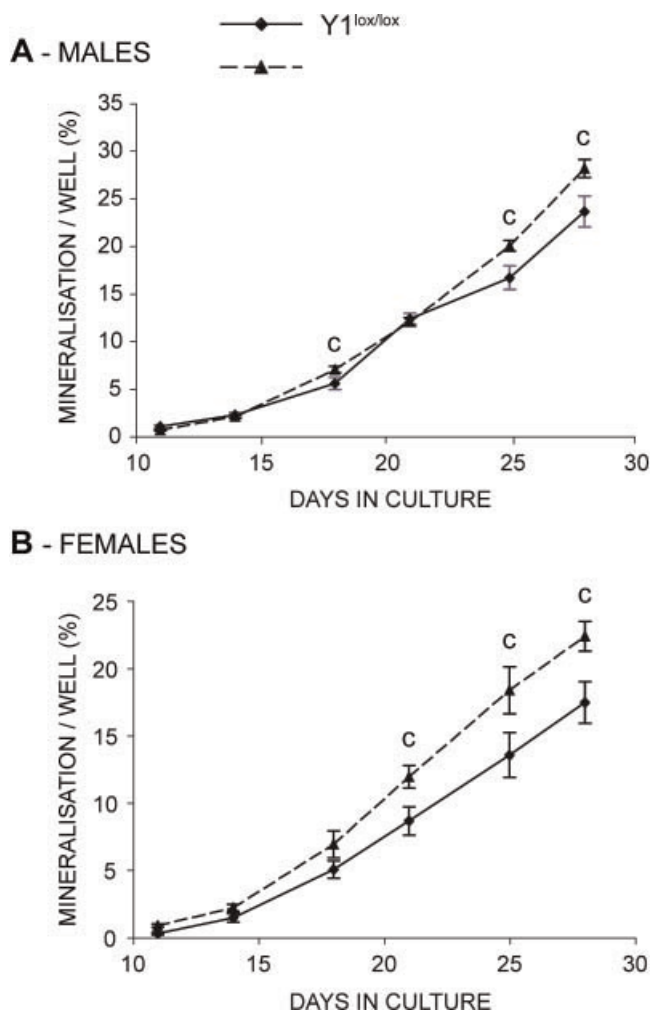 Y1lox/lox
A - MALES
35
30
25
20
15
10
5
0
MINERALISATION / WELL (%)
C
C
C
10 15 20 25 30
DAYS IN CULTURE
B - FEMALES
25
20
15
10
5
0
MINERALISATION / WELL (%)
C
C
C
10 15 20 25 30
DAYS IN CULTURE